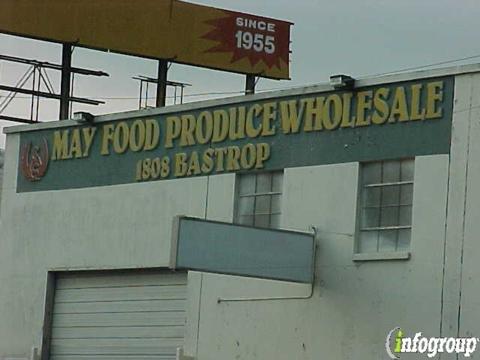 SINCE
1955
MAY FOOD PRODUCE WHOLESALE
1808 BASTROP
infogroup